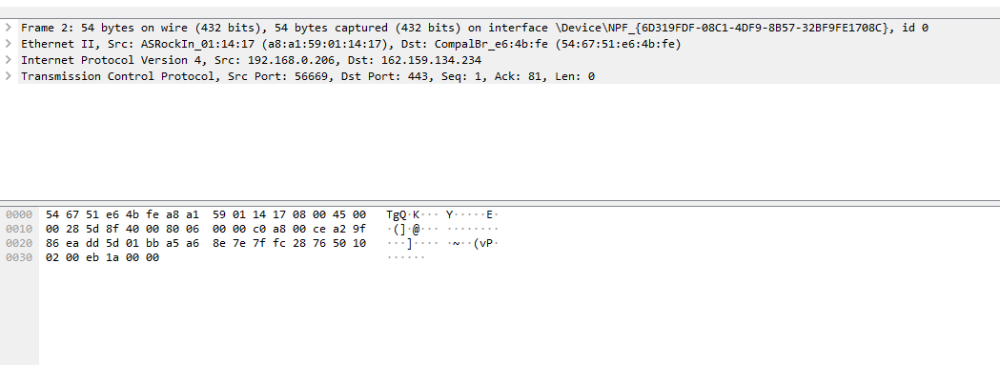 > Frame 2: 54 bytes on wire (432 bits), 54 bytes captured (432 bits) on interface \Device\NPF_{6D319FDF-08C1-4DF9-8B57-32BF9FE1708C}, id 0
> Ethernet II, Src: ASRockIn_01:14:17 (a8:a1:59:01:14:17), Dst: CompalBr_e6:4b:fe (54:67:51:e6:4b:fe)
> Internet Protocol Version 4, Src: 192.168.0.206, Dst: 162.159.134.234
> Transmission Control Protocol, Src Port: 56669, Dst Port: 443, Seq: 1, Ack: 81, Len: 0
0000 54 67 51 e6 4b fe a8 a1 59 01 14 17 08 00 45 00 TgQ·K··· Y·····E·
0010 00 28 5d 8f 40 00 80 06 00 00 c0 a8 00 ce a2 9f ·(]·@··· ········
0020 86 ea dd 5d 01 bb a5 a6 8e 7e 7f fc 28 76 50 10 ···]···· ·~··(vP·
0030 02 00 eb 1a 00 00 ······